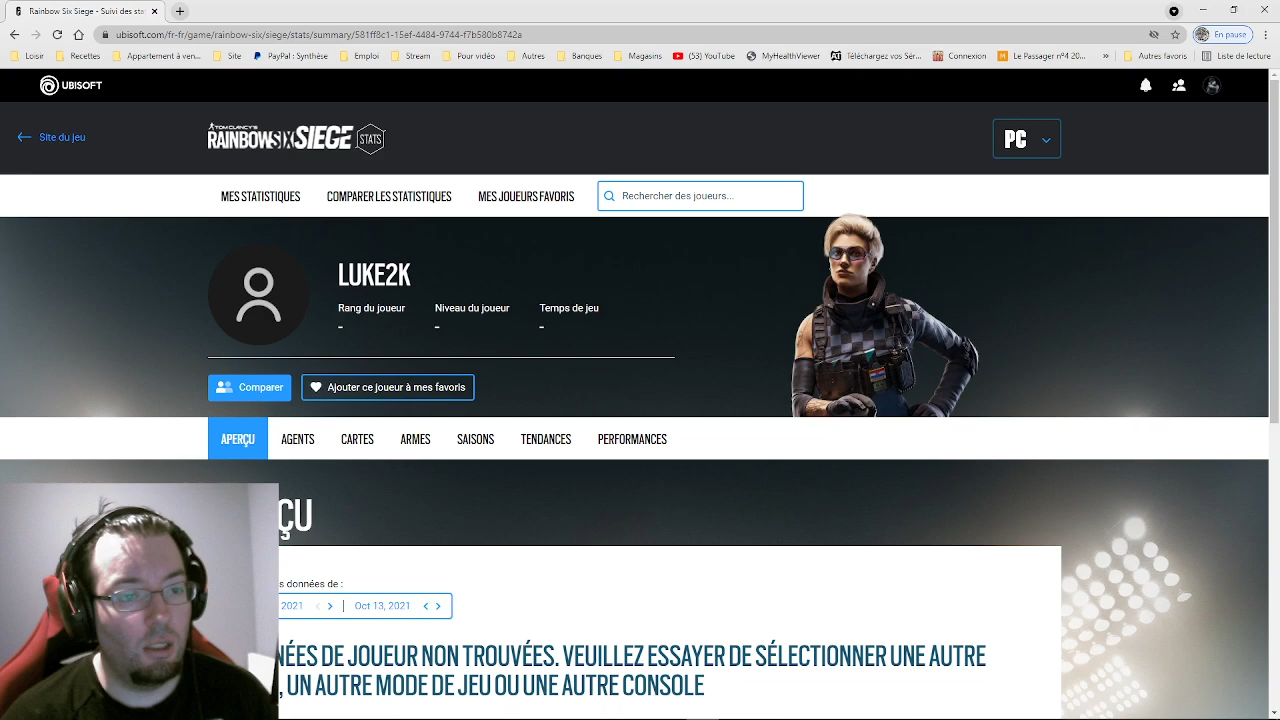 Rainbow Six Siege - Suivi des sta
ubisoft.com/fr-fr/game/rainbow-six/siege/stats/summary/581ff8c1-15ef-4484-9744-f7b580b8742a
En pause
Loisir
Recettes
Appartement à ven...
Site
PayPal : Synthèse
Emploi
Stream
Pour vidéo
Autres
Banques
Magasins
(53) YouTube
MyHealthViewer
Téléchargez vos Sér...
Connexion
Le Passager n°4 20...
»
Autres favoris
Liste de lecture
UBISOFT
Site du jeu
TOM CLANCY'S
RAINBOWSIX SIEGE
STATS
PC
MES STATISTIQUES
COMPARER LES STATISTIQUES
MES JOUEURS FAVORIS
Rechercher des joueurs...
LUKE2K
Rang du joueur
Niveau du joueur
Temps de jeu
-
-
-
Comparer
Ajouter ce joueur à mes favoris
APERÇU
AGENTS
CARTES
ARMES
SAISONS
TENDANCES
PERFORMANCES
ÇU
s données de :
2021
Oct 13, 2021
NÉES DE JOUEUR NON TROUVÉES. VEUILLEZ ESSAYER DE SÉLECTIONNER UNE AUTRE
, UN AUTRE MODE DE JEU OU UNE AUTRE CONSOLE